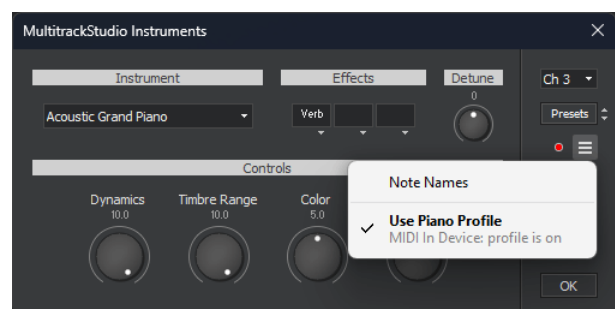 MultitrackStudio Instruments
Instrument
Effects
Detune
0
Ch 3
Acoustic Grand Piano
Verb
Presets
Controls
Dynamics
10.0
Timbre Range
10.0
Color
5.0
Note Names
Use Piano Profile
MIDI In Device: profile is on
OK